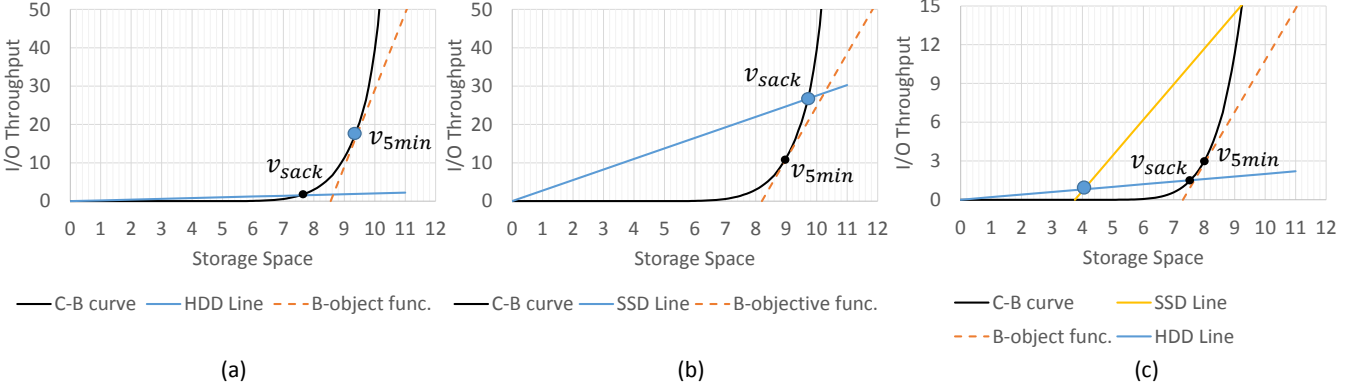 50
40
30
20
10
0
I/O Throughput
v_sack
v_5min
0 1 2 3 4 5 6 7 8 9 10 11 12
Storage Space
C-B curve HDD Line B-object func.
(a)
50
40
30
20
10
0
I/O Throughput
v_sack
v_5min
0 1 2 3 4 5 6 7 8 9 10 11 12
Storage Space
C-B curve SSD Line B-objective func.
(b)
15
12
9
6
3
0
I/O Throughput
v_sack
v_5min
0 1 2 3 4 5 6 7 8 9 10 11 12
Storage Space
C-B curve SSD Line
B-object func. HDD Line
(c)